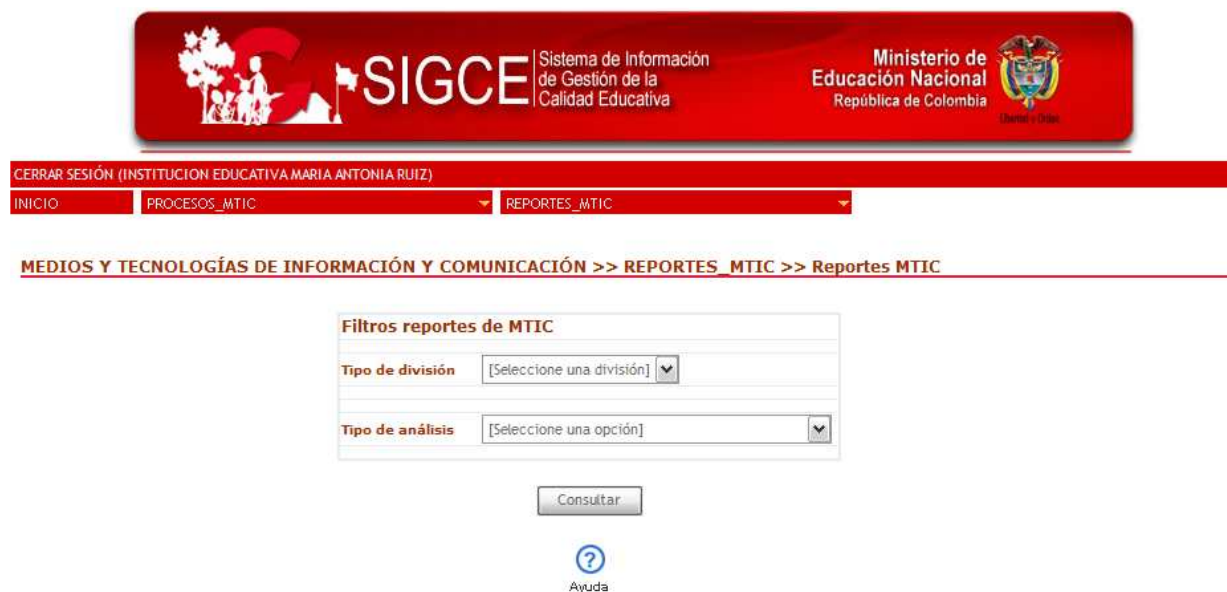 SIGCE
Sistema de Información
de Gestión de la
Calidad Educativa
Ministerio de
Educación Nacional
República de Colombia
Libertad y Orden
CERRAR SESIÓN (INSTITUCION EDUCATIVA MARIA ANTONIA RUIZ)
INICIO PROCESOS_MTIC REPORTES_MTIC
MEDIOS Y TECNOLOGÍAS DE INFORMACIÓN Y COMUNICACIÓN >> REPORTES_MTIC >> Reportes MTIC
Filtros reportes de MTIC
Tipo de división [Seleccione una división]
Tipo de análisis [Seleccione una opción]
Consultar
?
Ayuda